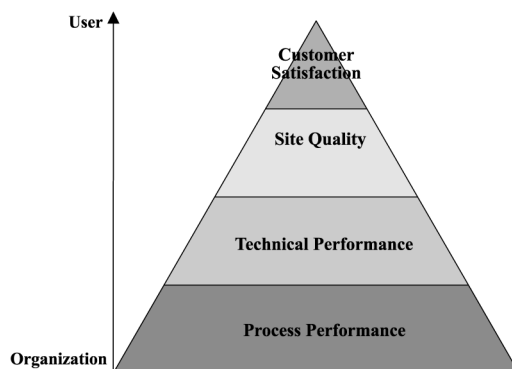 User
Customer
Satisfaction
Site Quality
Technical Performance
Process Performance
Organization